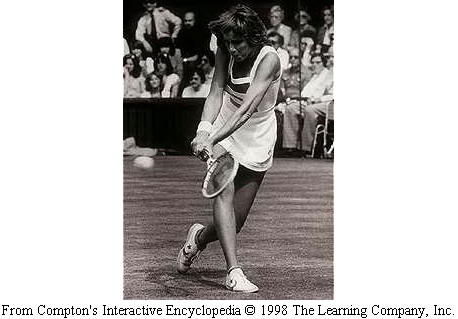 From Compton's Interactive Encyclopedia © 1998 The Learning Company, Inc.